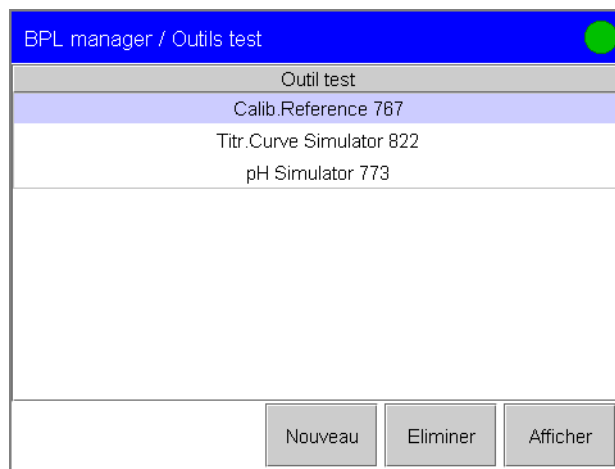 BPL manager / Outils test
Outil test
Calib.Reference 767
Titr.Curve Simulator 822
pH Simulator 773
Nouveau
Eliminer
Afficher